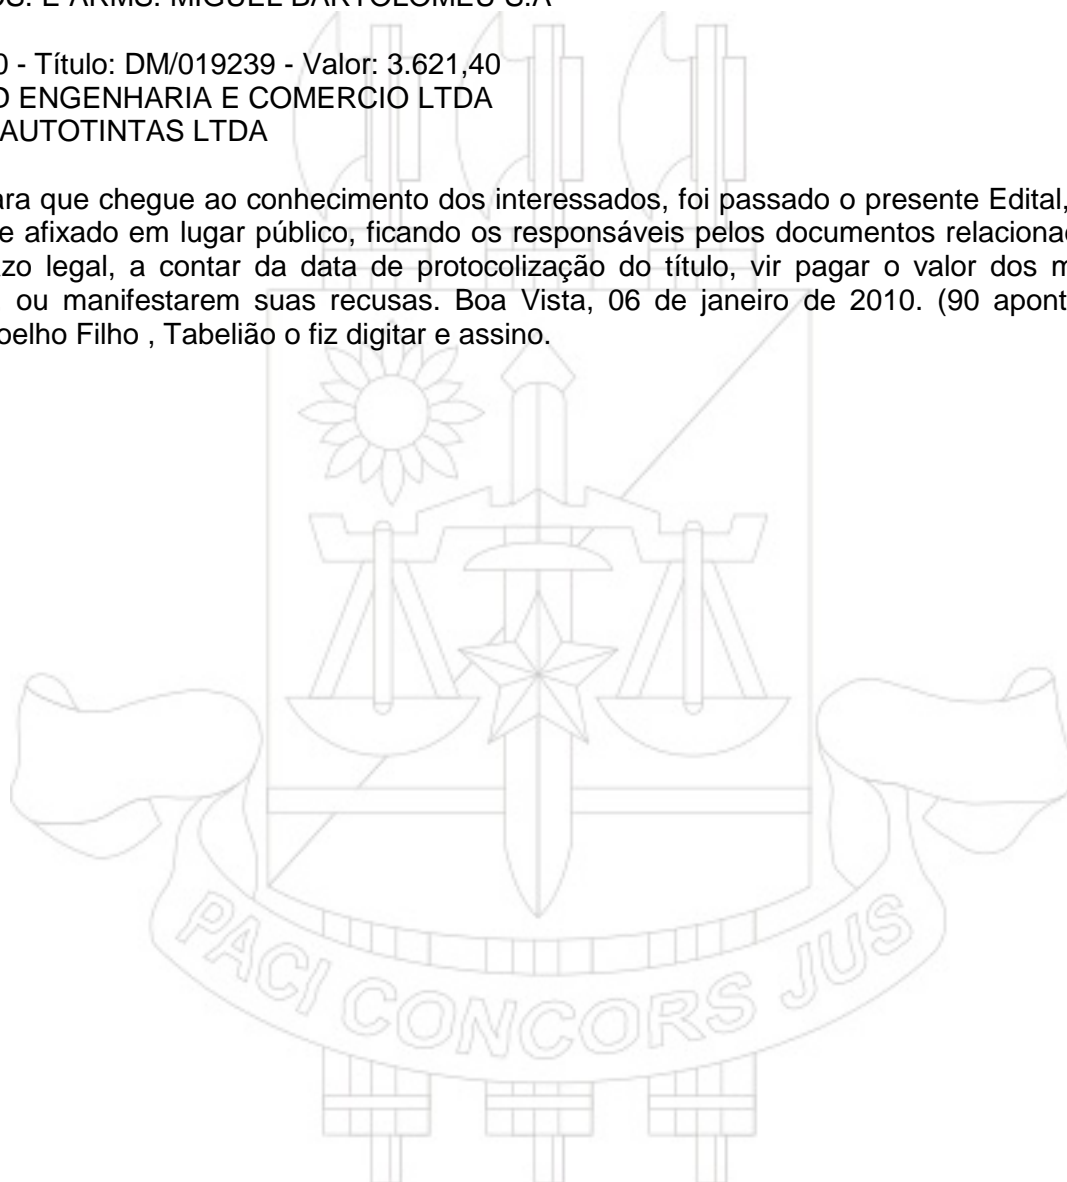 OS. E ARMS. MIGUEL BARTOLOMEU S.A
0 - Título: DM/019239 - Valor: 3.621,40
O ENGENHARIA E COMERCIO LTDA
AUTOTINTAS LTDA
ara que chegue ao conhecimento dos interessados, foi passado o presente Edital,
e afixado em lugar público, ficando os responsáveis pelos documentos relaciona
zo legal, a contar da data de protocolização do título, vir pagar o valor dos m
ou manifestarem suas recusas. Boa Vista, 06 de janeiro de 2010. (90 apont
oelho Filho , Tabelião o fiz digitar e assino.
PACI CONCORS JUS